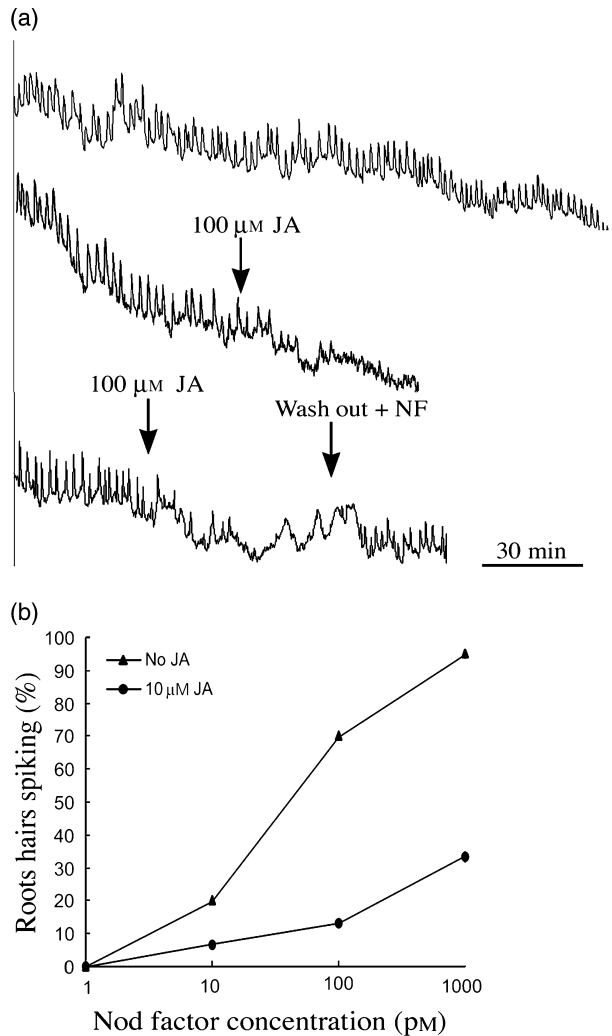 (a)
100 μM JA
100 μM JA
Wash out + NF
30 min
(b)
100
90
80
70
60
50
40
30
20
10
0
No JA
10 μM JA
Roots hairs spiking (%)
1 10 100 1000
Nod factor concentration (pM)